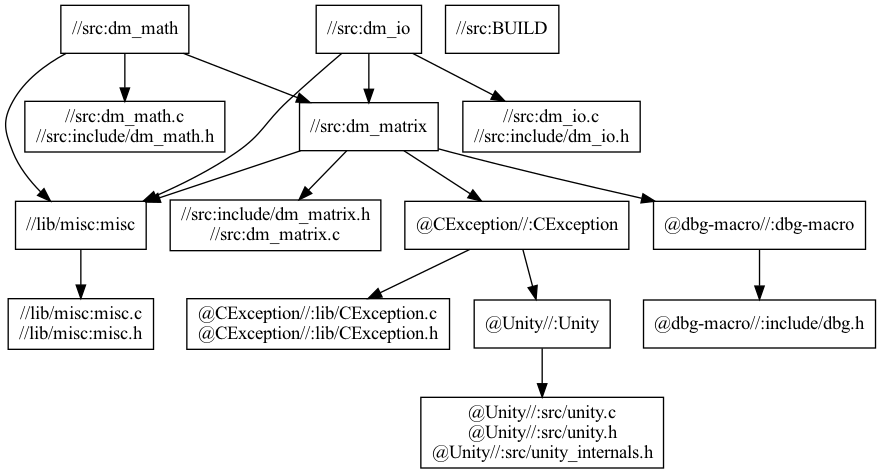 //src:dm_math
//src:dm_io
//src:BUILD
//src:dm_math.c
//src:include/dm_math.h
//src:dm_matrix
//src:dm_io.c
//src:include/dm_io.h
//lib/misc:misc
//src:include/dm_matrix.h
//src:dm_matrix.c
@CException//:CException
@dbg-macro//:dbg-macro
//lib/misc:misc.c
//lib/misc:misc.h
@CException//:lib/CException.c
@CException//:lib/CException.h
@Unity//:Unity
@dbg-macro//:include/dbg.h
@Unity//:src/unity.c
@Unity//:src/unity.h
@Unity//:src/unity_internals.h